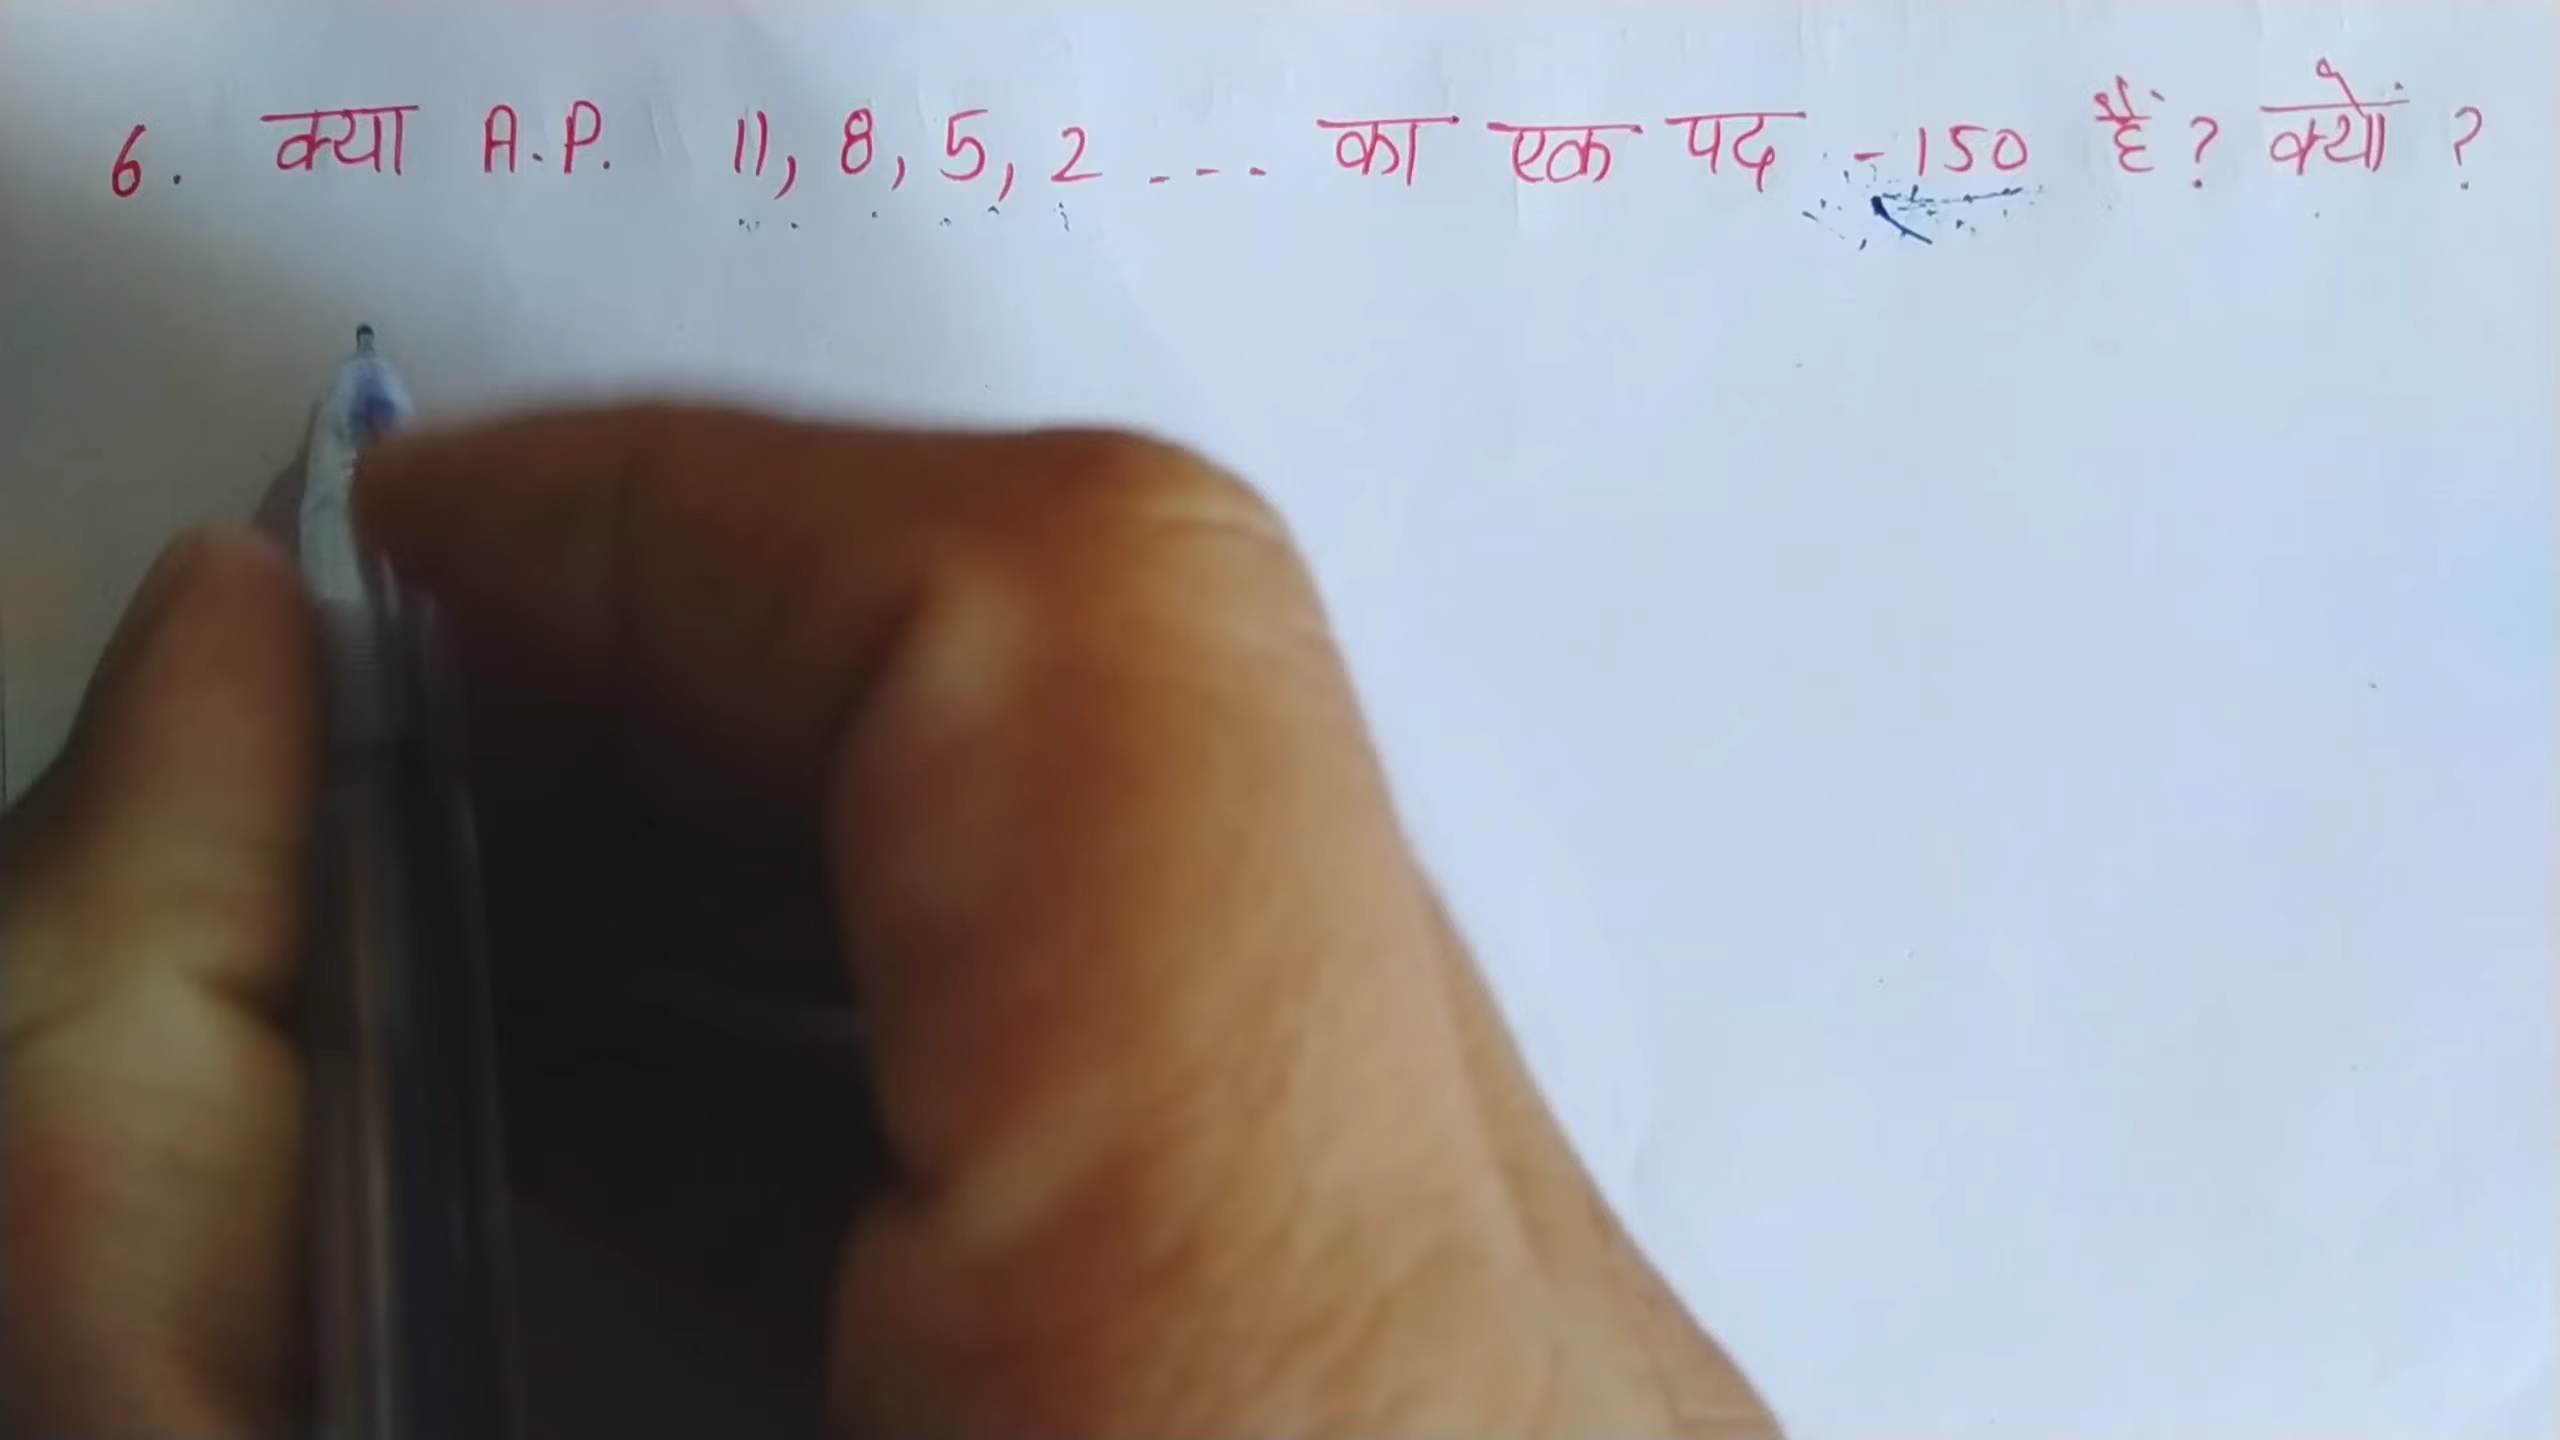 6. क्या A.P. 11, 8, 5, 2 --- का एक पद -150 हैं? क्यों ?